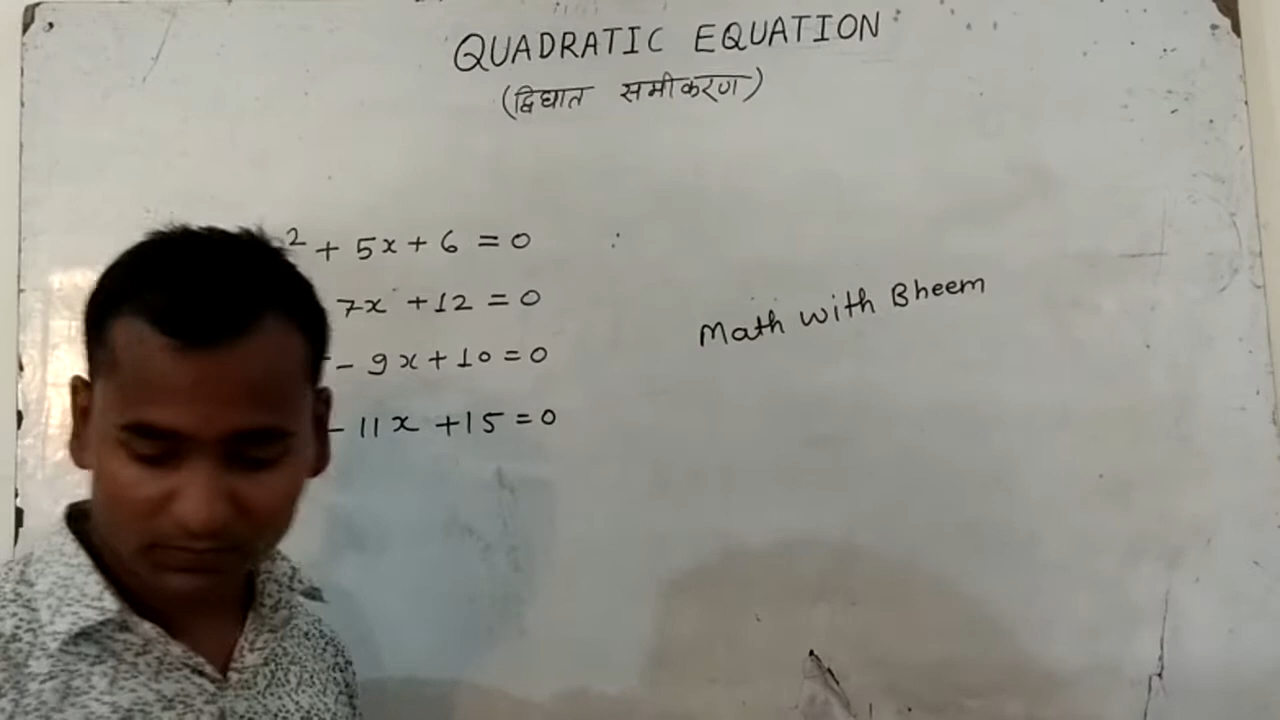 QUADRATIC EQUATION
(द्विघात समीकरण)
² + 5x + 6 = 0
7x + 12 = 0
- 9x + 10 = 0
- 11x + 15 = 0
Math with Bheem